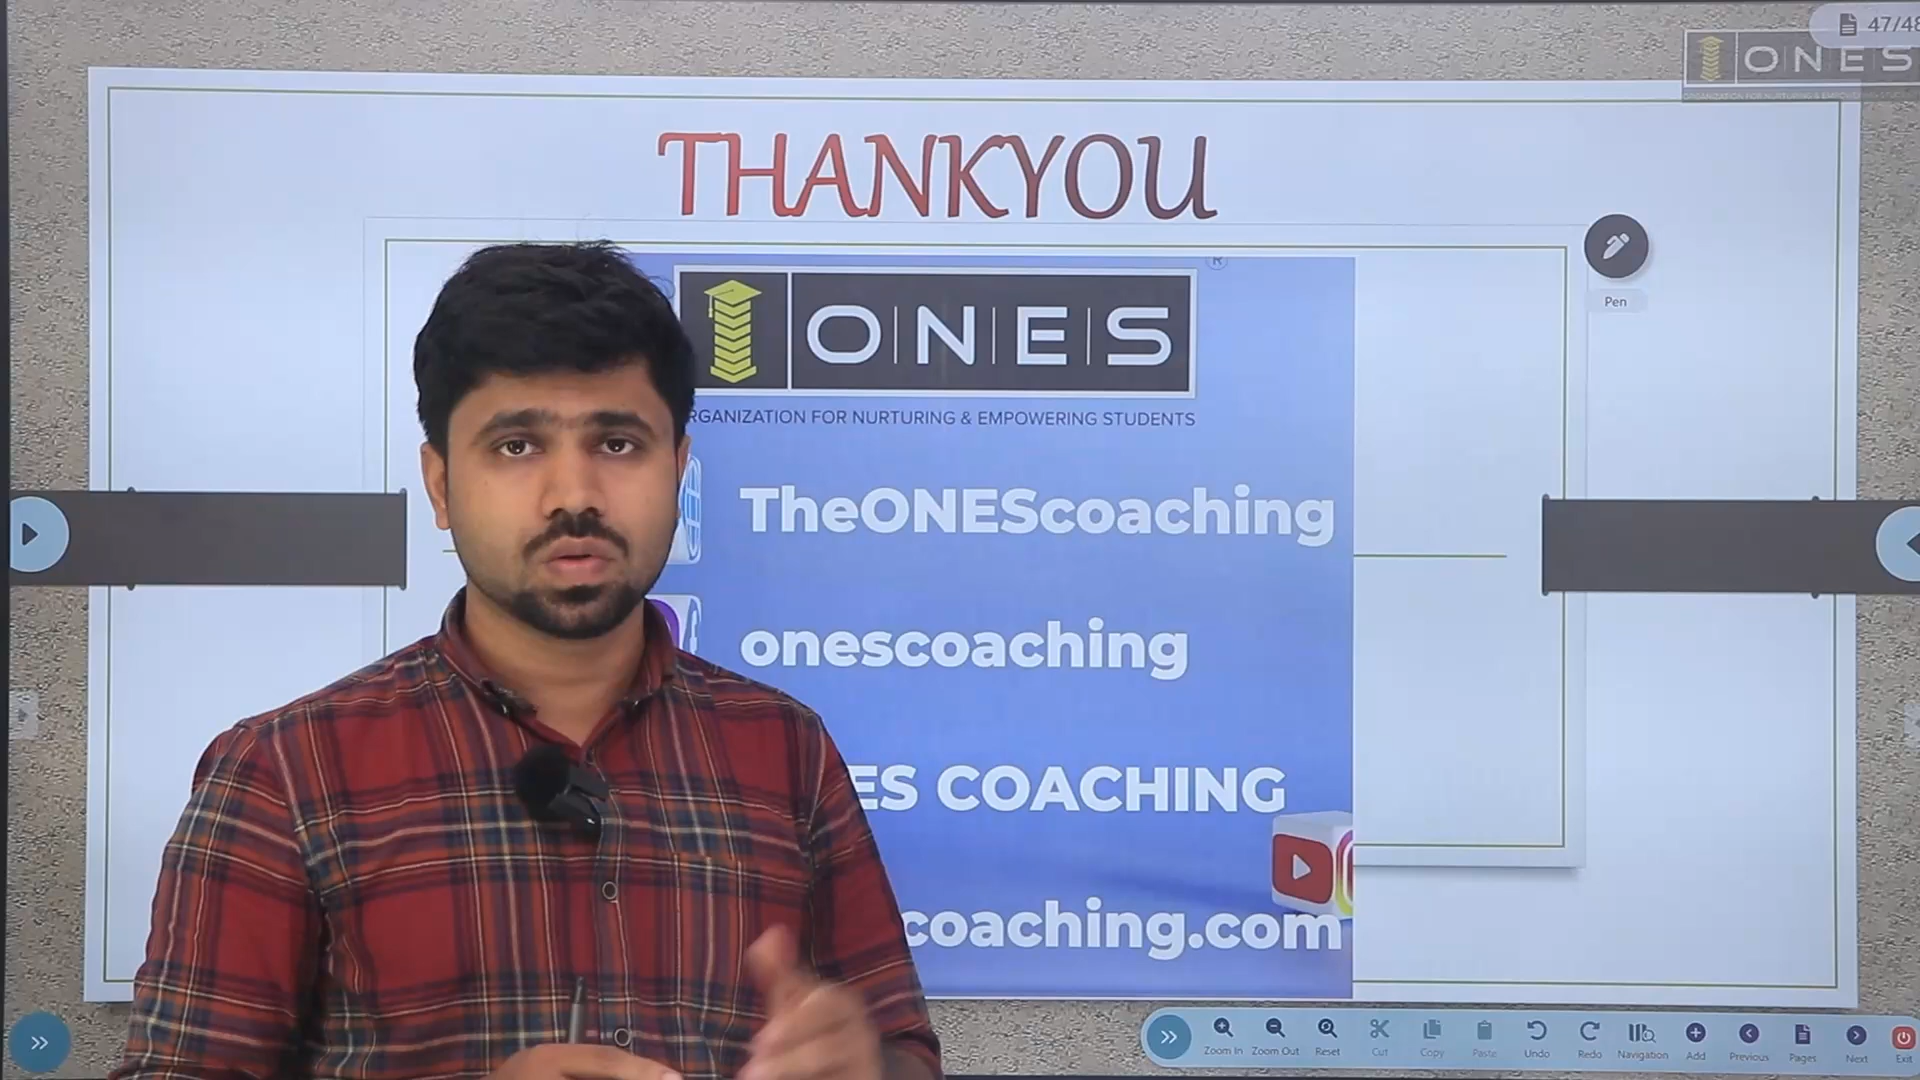 47/48
ONES
THANKYOU
Pen
ONES
®
RGANIZATION FOR NURTURING & EMPOWERING STUDENTS
TheONEScoaching
onescoaching
ES COACHING
coaching.com
Zoom In Zoom Out Reset Cut Copy Paste Undo Redo Navigation Add Previous Pages Next Exit